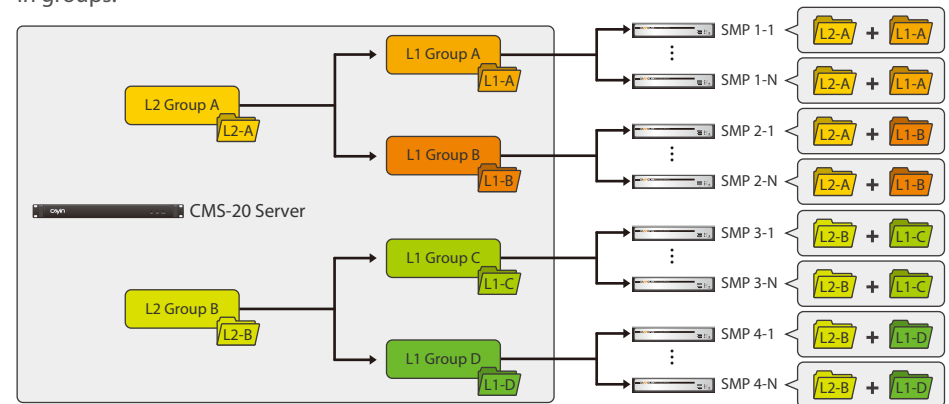 in groups.
L1 Group A
L1-A
L2 Group A
L2-A
L1 Group B
L1-B
CAYIN
CMS-20 Server
L1 Group C
L1-C
L2 Group B
L2-B
L1 Group D
L1-D
SMP 1-1
L2-A + L1-A
SMP 1-N
L2-A + L1-A
SMP 2-1
L2-A + L1-B
SMP 2-N
L2-A + L1-B
SMP 3-1
L2-B + L1-C
SMP 3-N
L2-B + L1-C
SMP 4-1
L2-B + L1-D
SMP 4-N
L2-B + L1-D